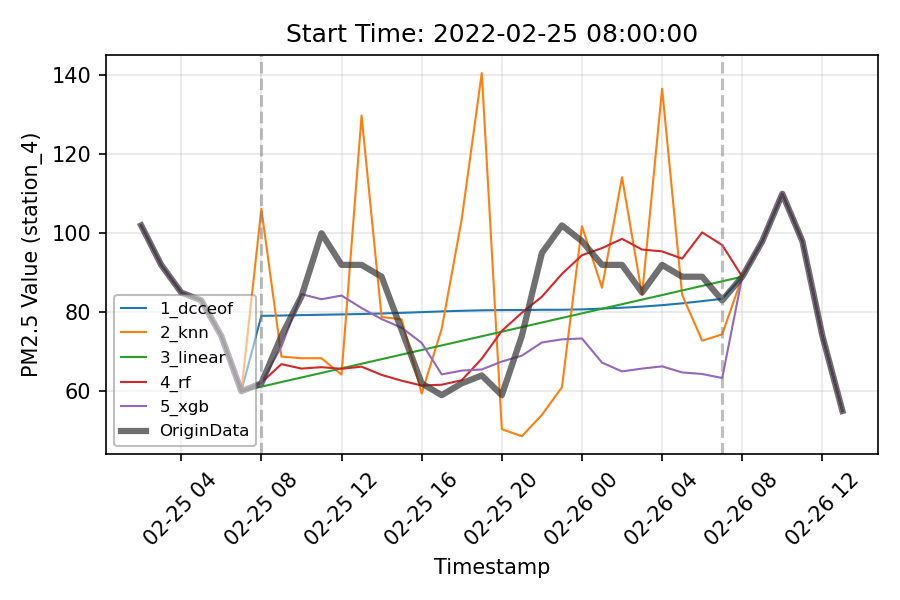 Start Time: 2022-02-25 08:00:00
PM2.5 Value (station_4)
140
120
100
80
60
1_dcceof
2_knn
3_linear
4_rf
5_xgb
OriginData
02-25 04
02-25 08
02-25 12
02-25 16
02-25 20
02-26 00
02-26 04
02-26 08
02-26 12
Timestamp